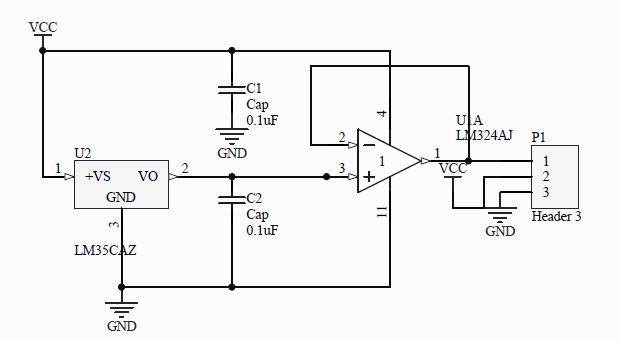 VCC
C1
Cap
0.1uF
GND
4
U1A
LM324AJ
P1
U2
1
+VS
VO
2
GND
3
LM35CAZ
GND
C2
Cap
0.1uF
2
3
1
11
1
VCC
GND
1
2
3
Header 3